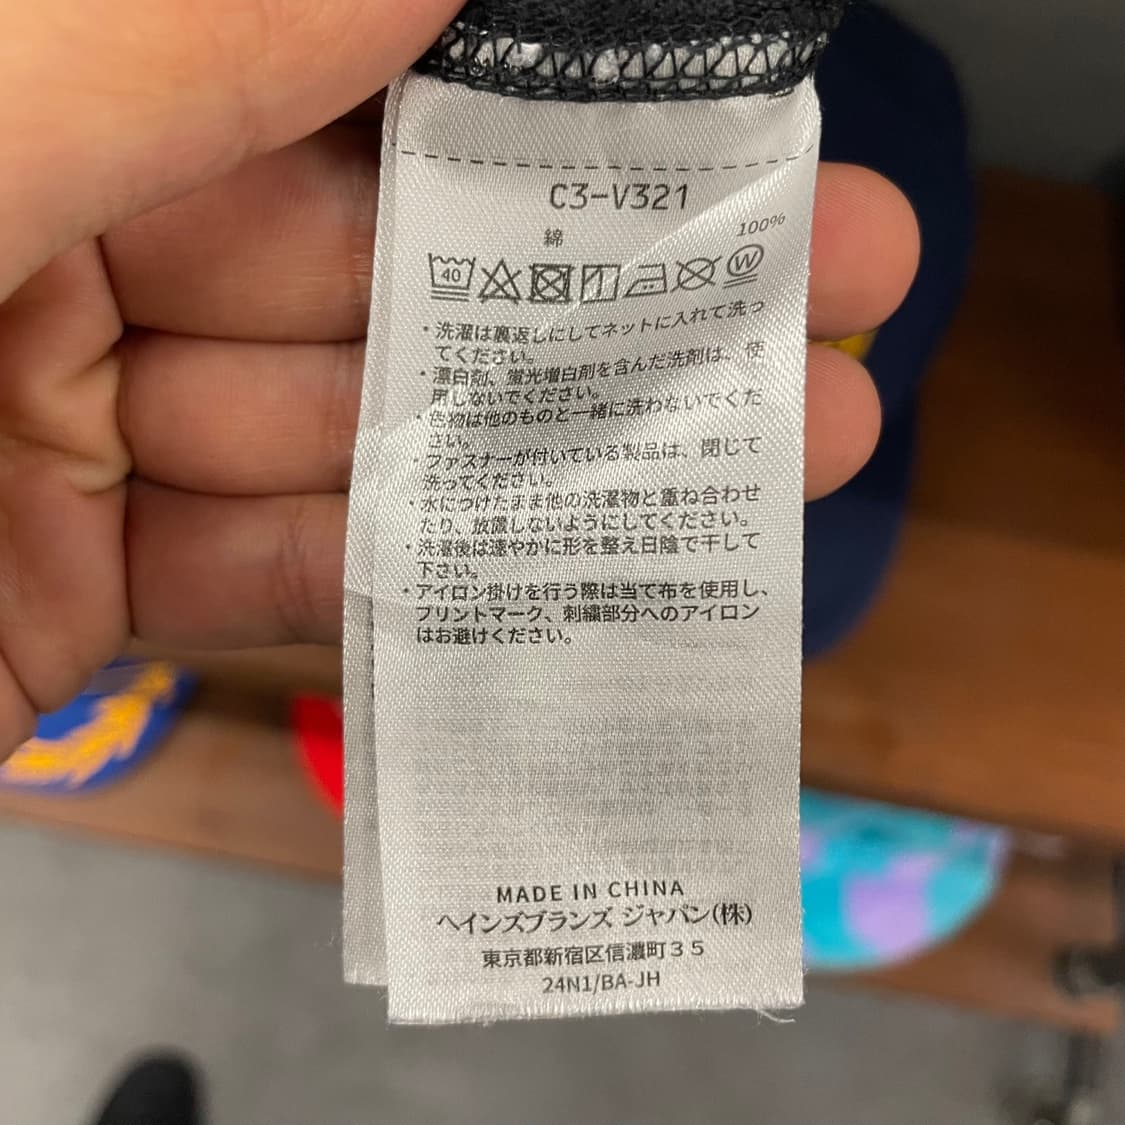 C3-V321
綿
100%
40
W
・洗濯は裏返しにしてネットに入れて洗っ
てください。
・漂白剤、蛍光増白剤を含んだ洗剤は、使
用しないでください。
・色物は他のものと一緒に洗わないでくだ
さい。
・ファスナーが付いている製品は、閉じて
洗ってください。
・水につけたまま他の洗濯物と重ね合わせ
たり、放置しないようにしてください。
・洗濯後は速やかに形を整え日陰で干して
下さい。
・アイロン掛けを行う際は当て布を使用し、
プリントマーク、刺繍部分へのアイロン
はお避けください。
MADE IN CHINA
ヘインズブランズ ジャパン(株)
東京都新宿区信濃町35
24N1/BA-JH